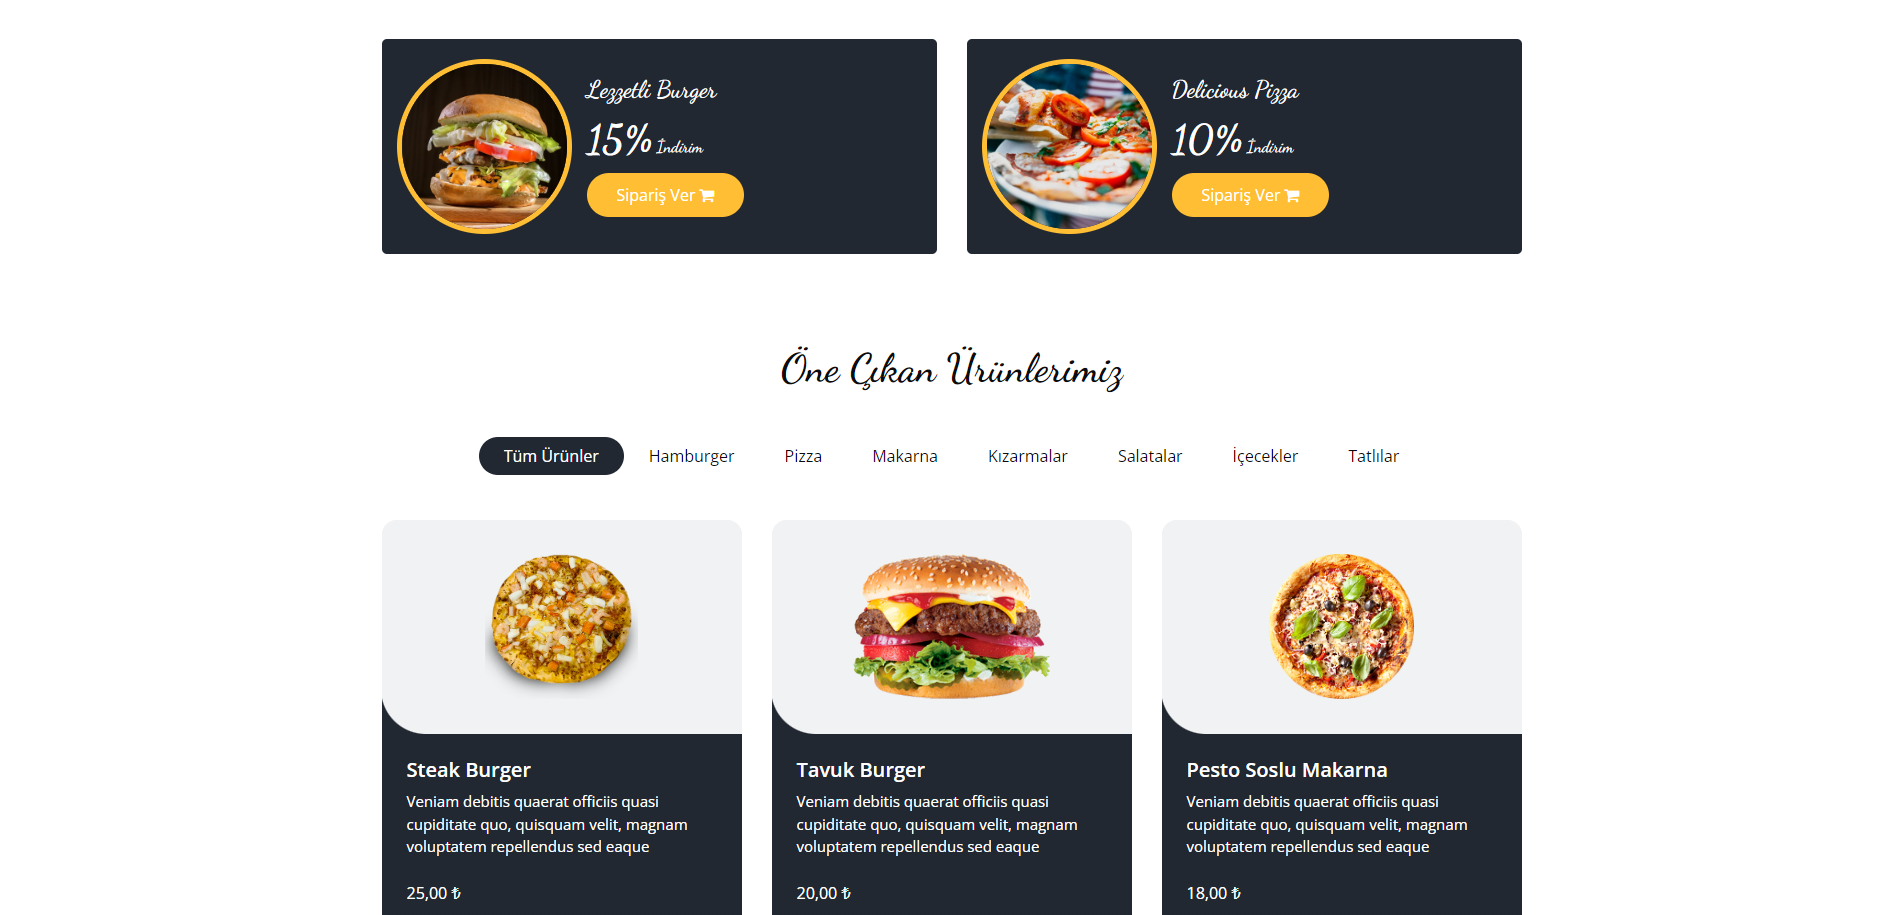 Lezzetli Burger
15% İndirim
Sipariş Ver
Delicious Pizza
10% İndirim
Sipariş Ver
Öne Çıkan Ürünlerimiz
Tüm Ürünler Hamburger Pizza Makarna Kızarmalar Salatalar İçecekler Tatlılar
Steak Burger
Veniam debitis quaerat officiis quasi
cupiditate quo, quisquam velit, magnam
voluptatem repellendus sed eaque
25,00 ₺
Tavuk Burger
Veniam debitis quaerat officiis quasi
cupiditate quo, quisquam velit, magnam
voluptatem repellendus sed eaque
20,00 ₺
Pesto Soslu Makarna
Veniam debitis quaerat officiis quasi
cupiditate quo, quisquam velit, magnam
voluptatem repellendus sed eaque
18,00 ₺